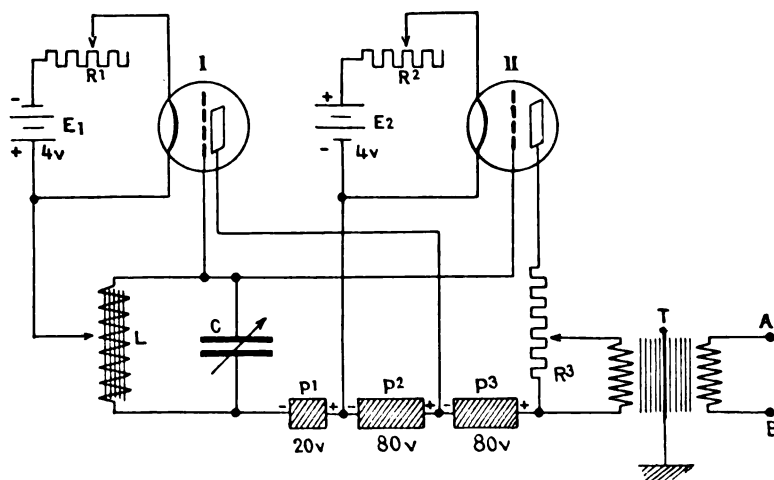 I
II
R1
R2
-
E1
+ 4v
+
E2
- 4v
L
C
T
A
R3
- P1 + - P2 + - P3 +
20v 80v 80v
B